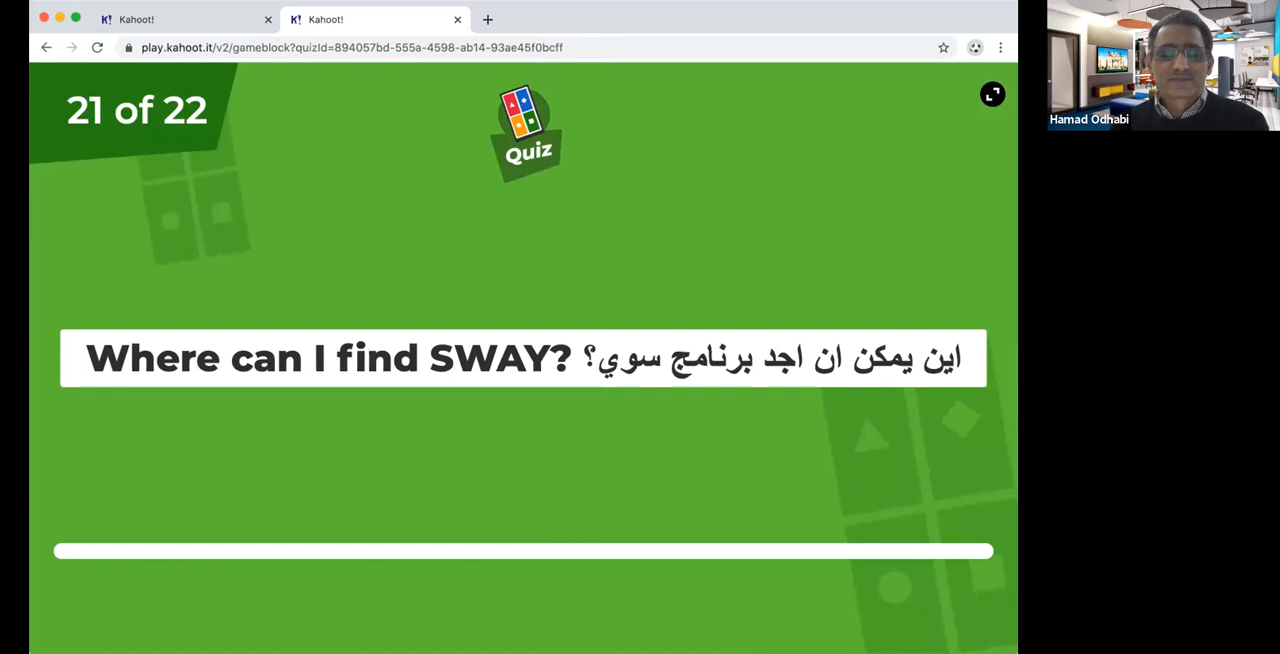 Kahoot!
Kahoot!
play.kahoot.it/v2/gameblock?quizId=894057bd-555a-4598-ab14-93ae45f0bcff
21 of 22
Quiz
Where can I find SWAY? اين يمكن ان اجد برنامج سوي؟
Hamad Odhabi